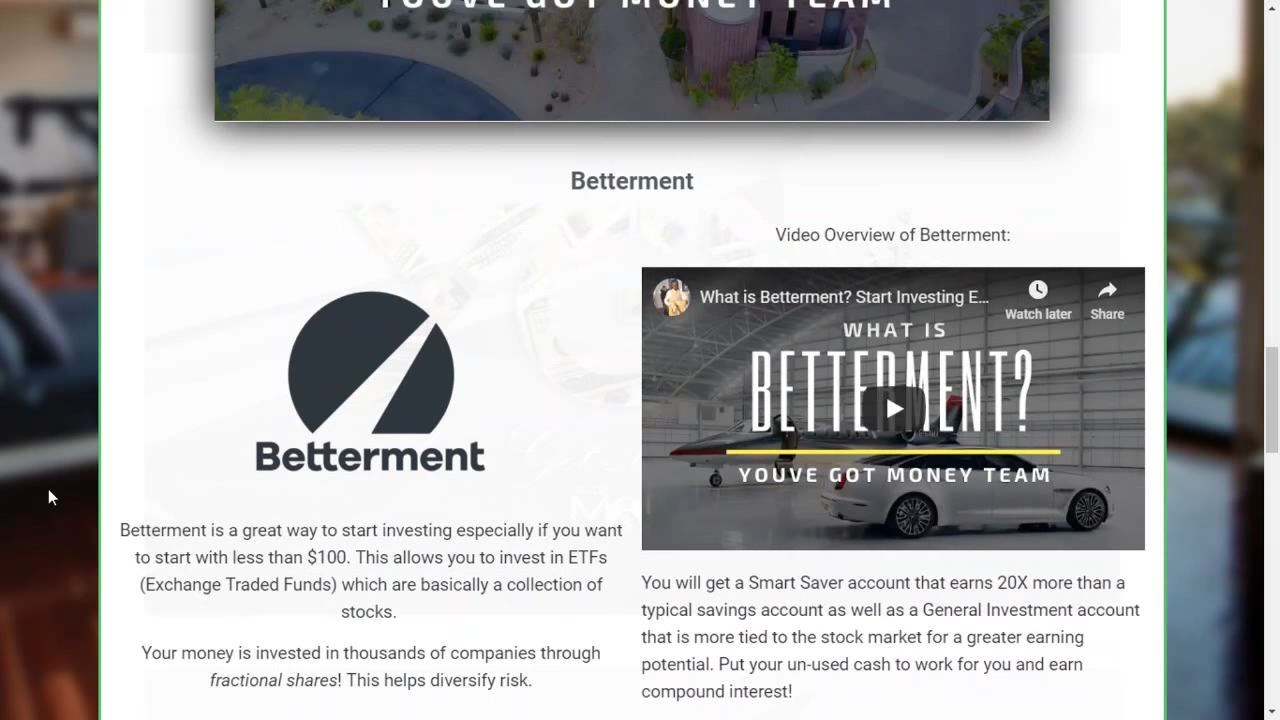 YOUVE GOT MONEY TEAM
Betterment
Video Overview of Betterment:
What is Betterment? Start Investing E...
Watch later
Share
WHAT IS
BETTERMENT?
YOUVE GOT MONEY TEAM
Betterment
Betterment is a great way to start investing especially if you want
to start with less than $100. This allows you to invest in ETFs
(Exchange Traded Funds) which are basically a collection of
stocks.
Your money is invested in thousands of companies through
fractional shares! This helps diversify risk.
You will get a Smart Saver account that earns 20X more than a
typical savings account as well as a General Investment account
that is more tied to the stock market for a greater earning
potential. Put your un-used cash to work for you and earn
compound interest!